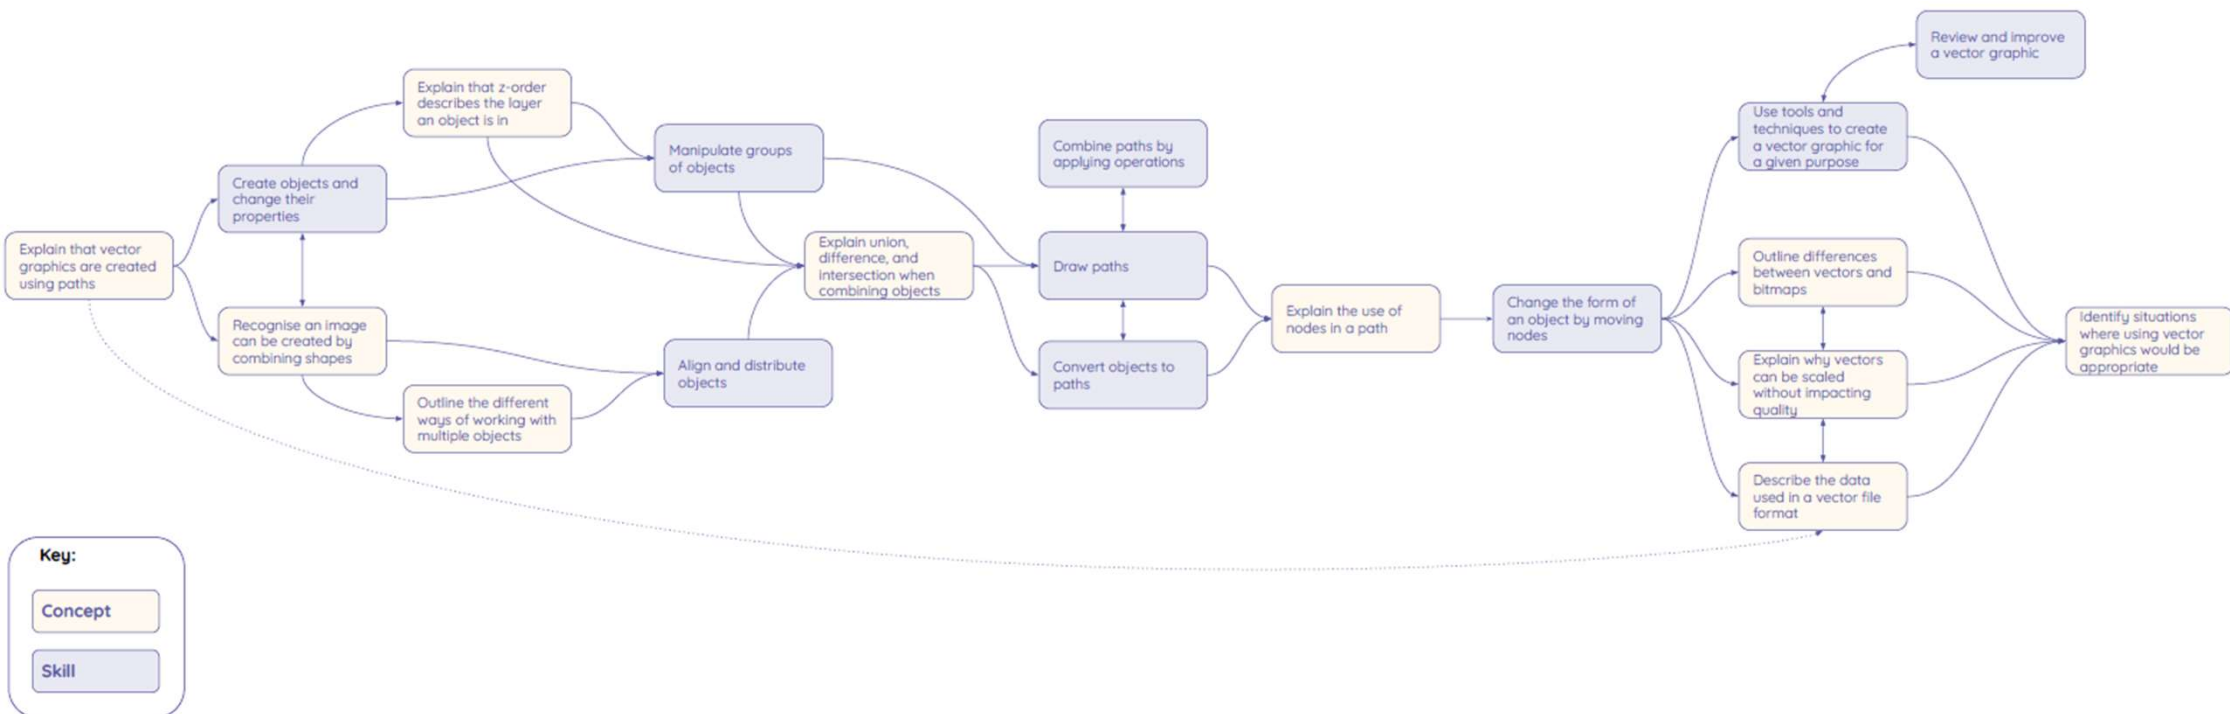 Explain that vector
graphics are created
using paths
Create objects and
change their
properties
Recognise an image
can be created by
combining shapes
Explain that z-order
describes the layer
an object is in
Outline the different
ways of working with
multiple objects
Manipulate groups
of objects
Align and distribute
objects
Explain union,
difference, and
intersection when
combining objects
Combine paths by
applying operations
Draw paths
Convert objects to
paths
Explain the use of
nodes in a path
Change the form of
an object by moving
nodes
Review and improve
a vector graphic
Use tools and
techniques to create
a vector graphic for
a given purpose
Outline differences
between vectors and
bitmaps
Explain why vectors
can be scaled
without impacting
quality
Describe the data
used in a vector file
format
Identify situations
where using vector
graphics would be
appropriate
Key:
Concept
Skill